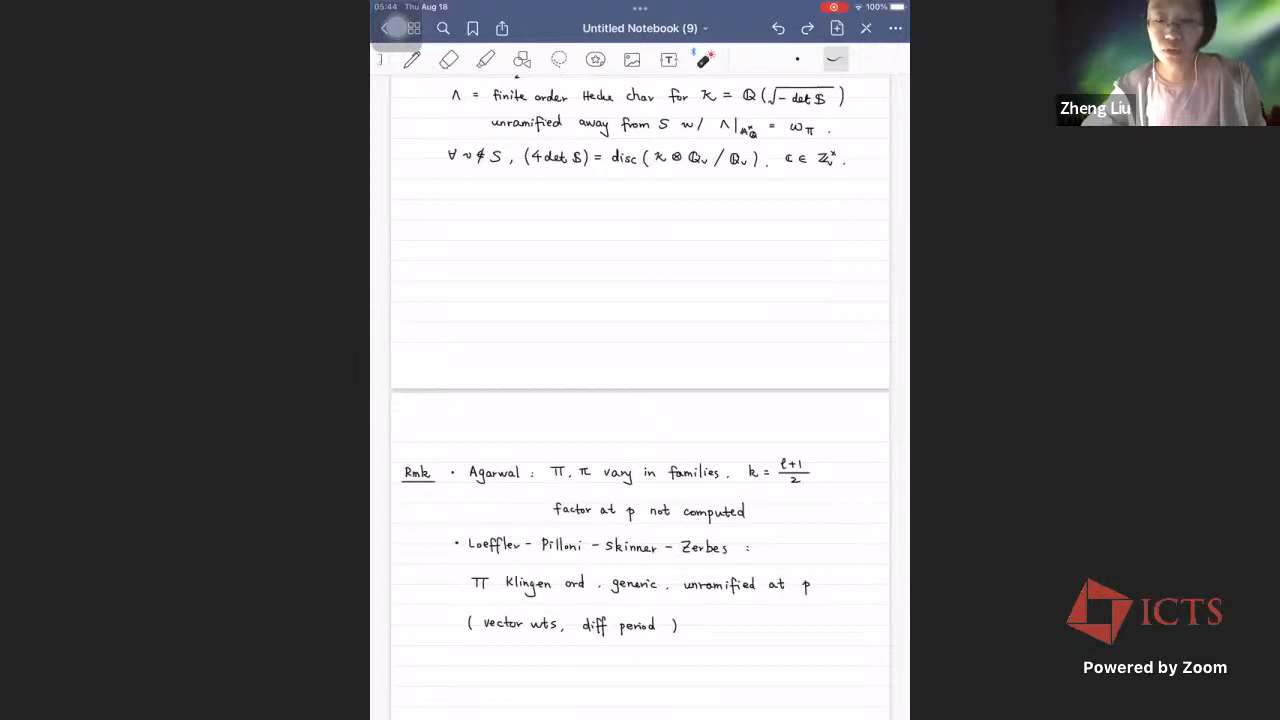 05:44 Thu Aug 18
100%
Untitled Notebook (9)
Λ = finite order Hecke char for 𝒦 = ℚ(√-det 𝕊)
unramified away from S w/ Λ|_{𝔸^×_ℚ} = ω_Π .
∀ v ∉ S , (4 det 𝕊) = disc (𝒦 ⊗ ℚ_v / ℚ_v) . 𝕔 ∈ ℤ_v^× .
Rmk · Agarwal : Π, π vary in families. k = (ℓ+1)/2
factor at p not computed
· Loeffler - Pilloni - Skinner - Zerbes :
Π Klingen ord . generic . unramified at p
( vector wts, diff period )
Zheng Liu
ICTS
Powered by Zoom